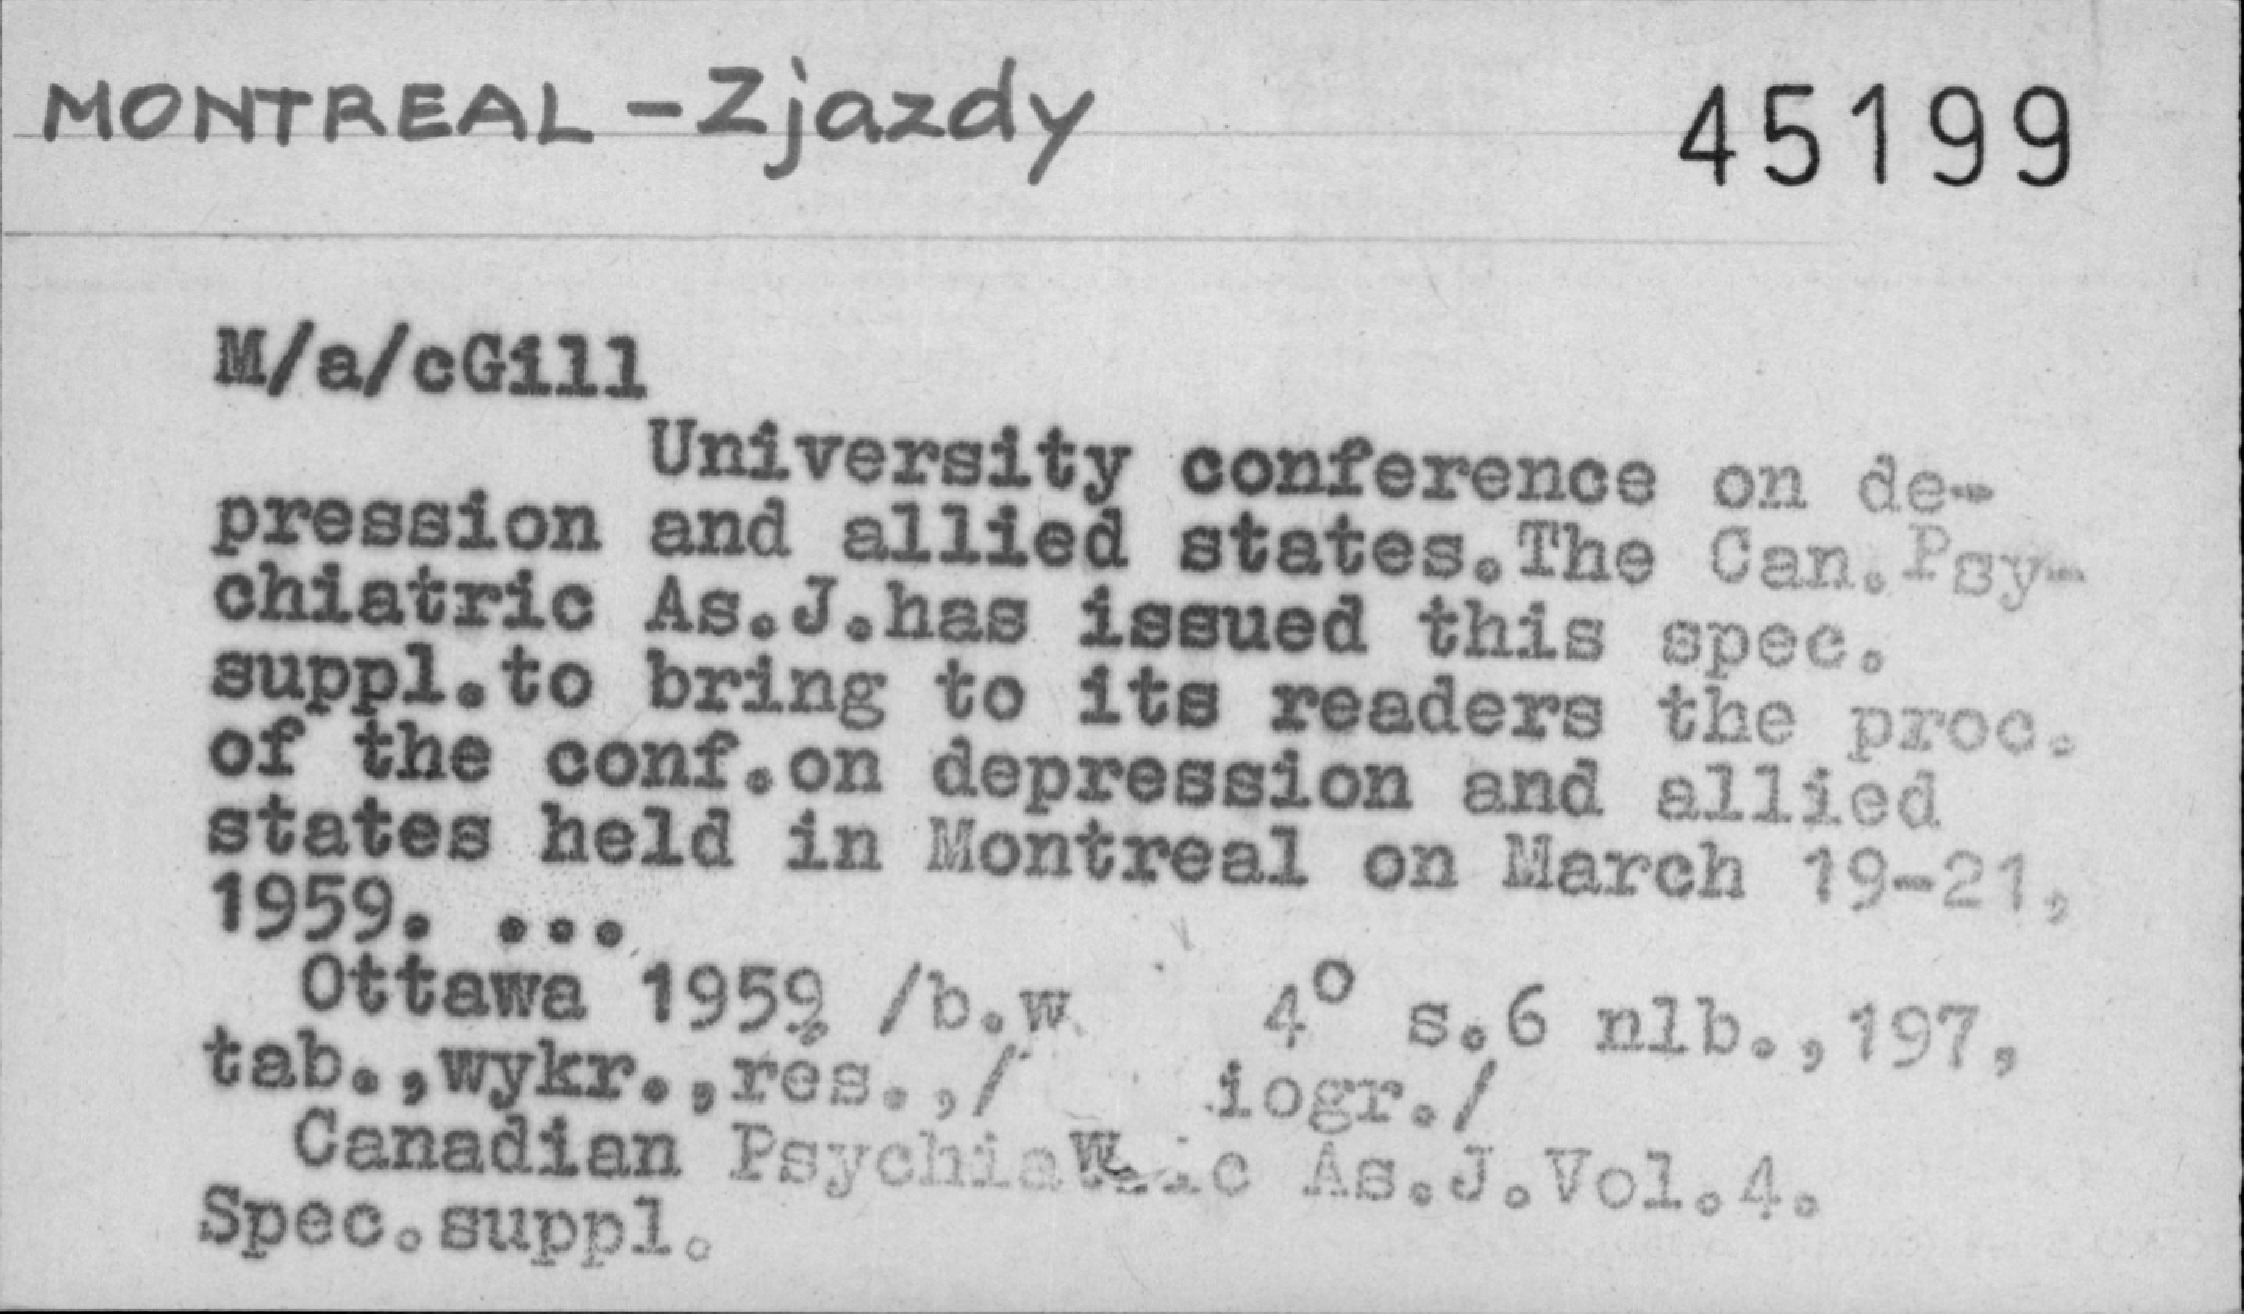 MONTREAL - Zjazdy 45199
M/a/cGill
University conference on de-
pression and allied states.The Can.Psy-
chiatric As.J.has issued this spec.
suppl.to bring to its readers the proc.
of the conf.on depression and allied
states held in Montreal on March 19-21,
1959. ...
Ottawa 1959 /b.w 4° s.6 nlb.,197,
tab.,wykr.,res.,/ iogr./
Canadian As.J.Vol.4.
Spec.suppl.